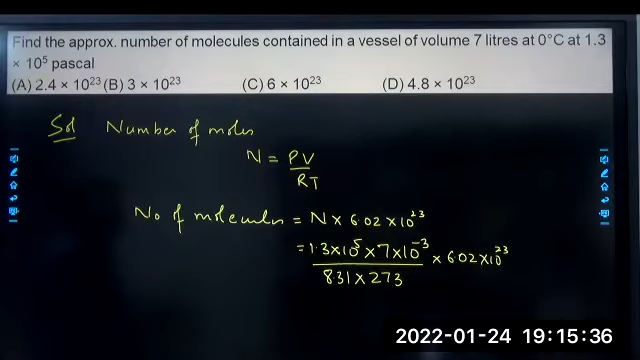 Find the approx. number of molecules contained in a vessel of volume 7 litres at 0°C at 1.3
× 10⁵ pascal
(A) 2.4 × 10²³ (B) 3 × 10²³ (C) 6 × 10²³ (D) 4.8 × 10²³
Sol Number of moles
N = PV
RT
No of molecules = N × 6.02 × 10²³
= 1.3 × 10⁵ × 7 × 10⁻³ × 6.02 × 10²³
8.31 × 273
2022-01-24 19:15:36